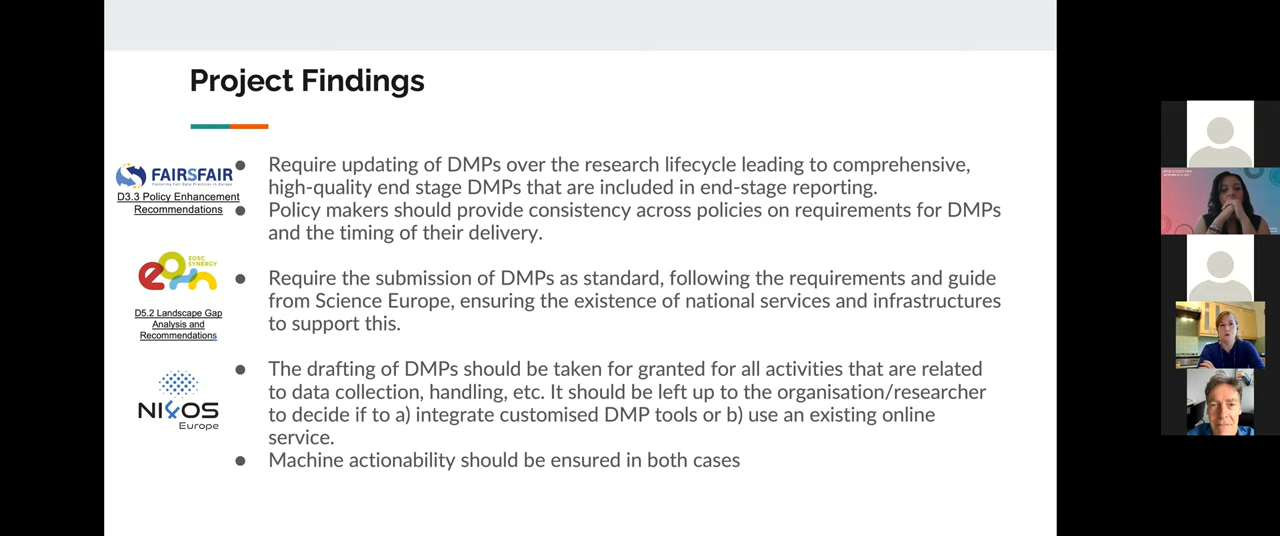 Project Findings
FAIRSFAIR
Fostering Fair Data Practices in Europe
D3.3 Policy Enhancement
Recommendations
● Require updating of DMPs over the research lifecycle leading to comprehensive,
high-quality end stage DMPs that are included in end-stage reporting.
● Policy makers should provide consistency across policies on requirements for DMPs
and the timing of their delivery.
EOSC
SYNERGY
D5.2 Landscape Gap
Analysis and
Recommendations
● Require the submission of DMPs as standard, following the requirements and guide
from Science Europe, ensuring the existence of national services and infrastructures
to support this.
NI4OS
Europe
● The drafting of DMPs should be taken for granted for all activities that are related
to data collection, handling, etc. It should be left up to the organisation/researcher
to decide if to a) integrate customised DMP tools or b) use an existing online
service.
● Machine actionability should be ensured in both cases